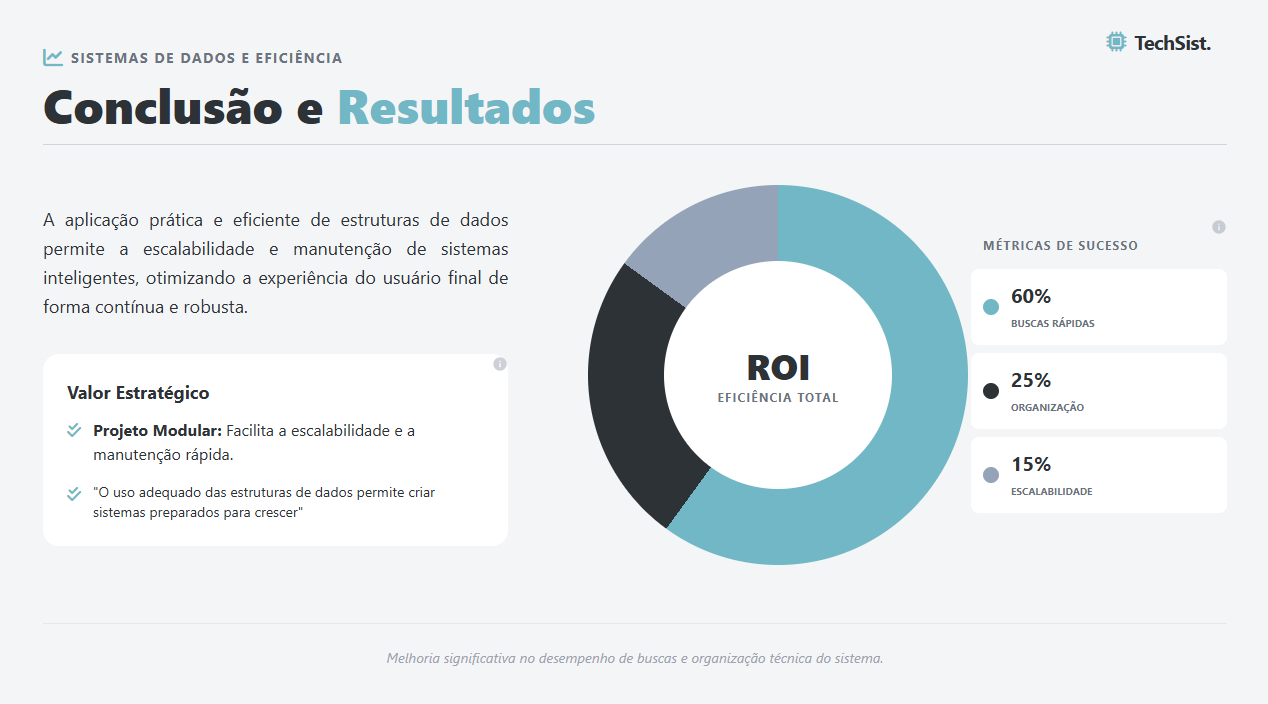 SISTEMAS DE DADOS E EFICIÊNCIA
TechSist.
Conclusão e Resultados
A aplicação prática e eficiente de estruturas de dados
permite a escalabilidade e manutenção de sistemas
inteligentes, otimizando a experiência do usuário final de
forma contínua e robusta.
Valor Estratégico
Projeto Modular: Facilita a escalabilidade e a
manutenção rápida.
"O uso adequado das estruturas de dados permite criar
sistemas preparados para crescer"
ROI
EFICIÊNCIA TOTAL
MÉTRICAS DE SUCESSO
60%
BUSCAS RÁPIDAS
25%
ORGANIZAÇÃO
15%
ESCALABILIDADE
Melhoria significativa no desempenho de buscas e organização técnica do sistema.